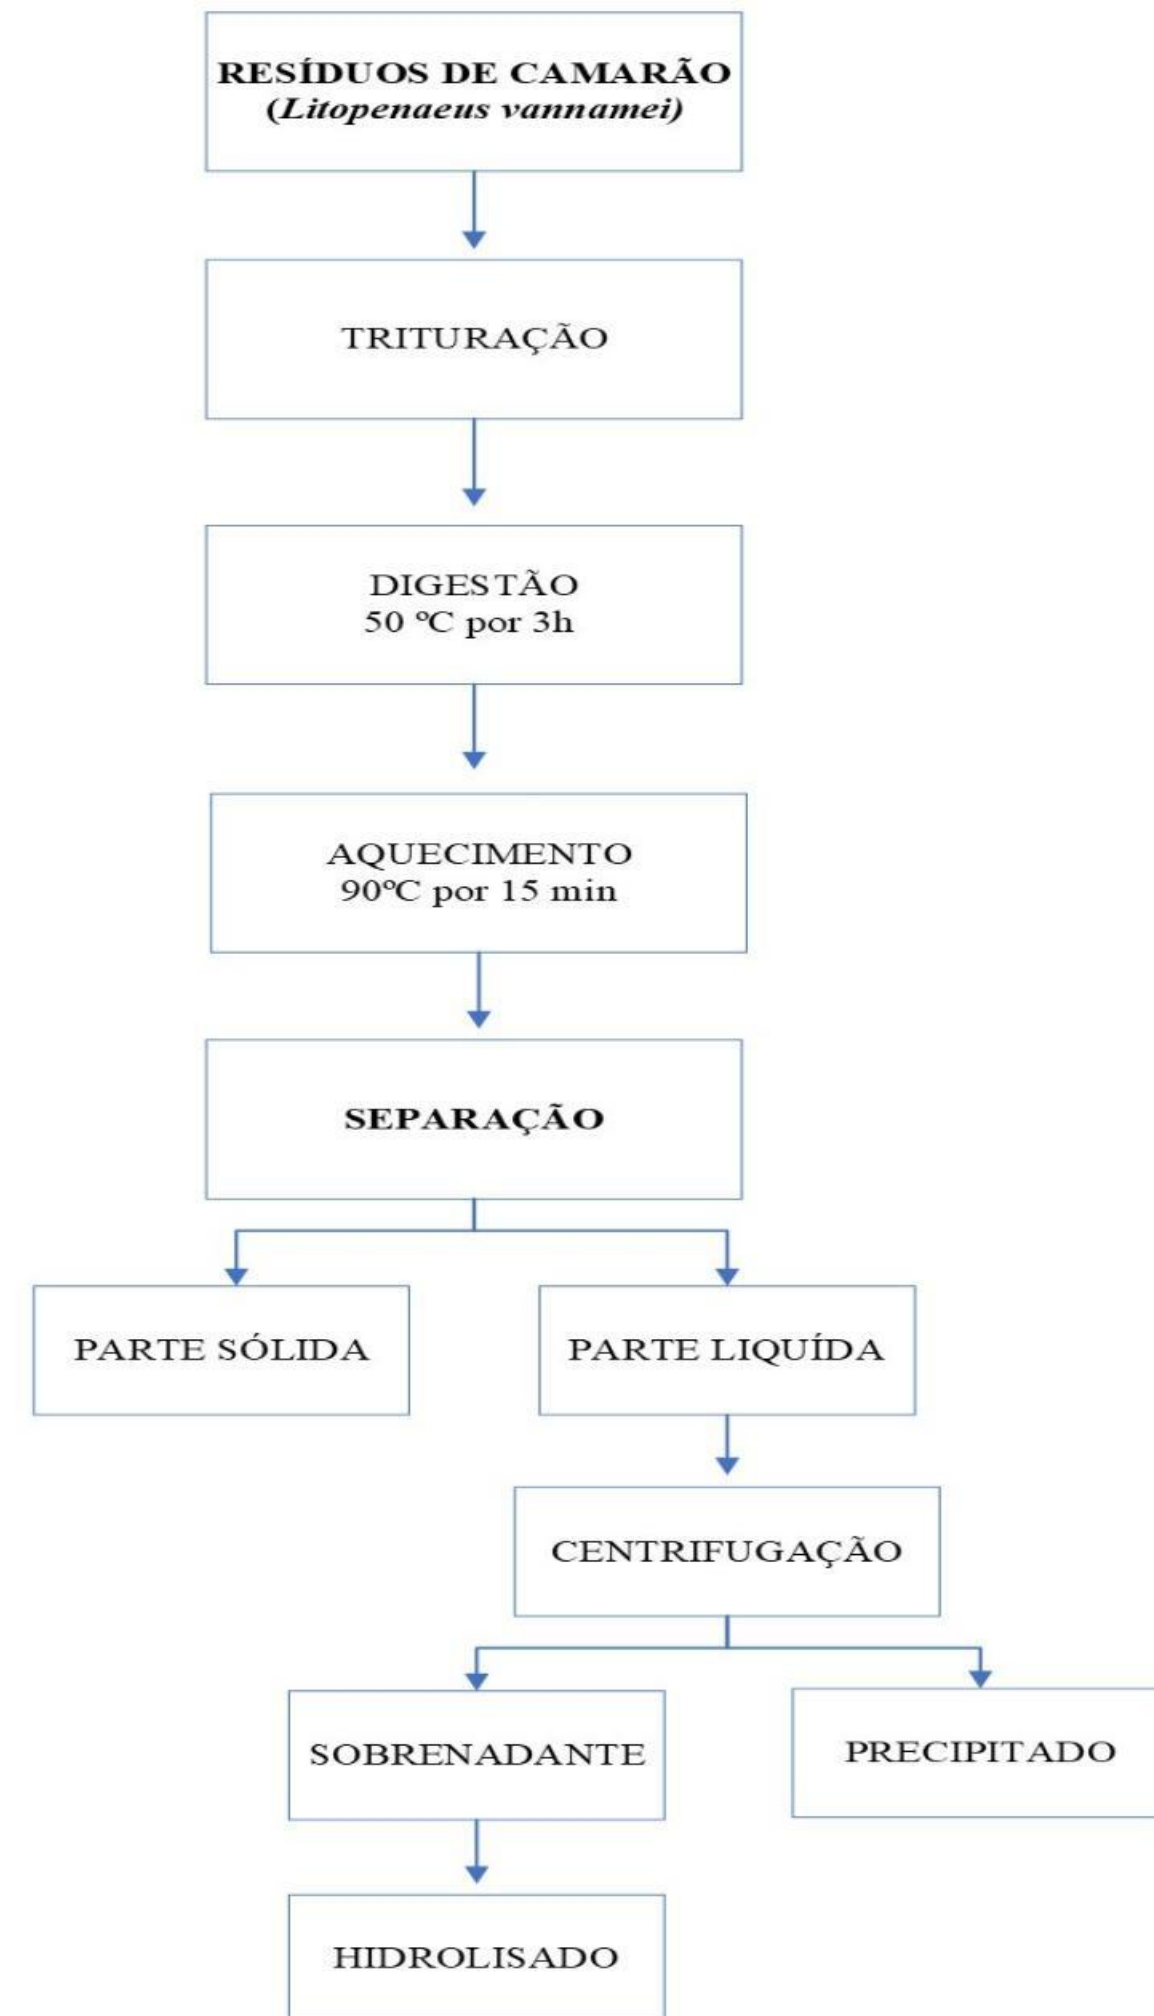 RESÍDUOS DE CAMARÃO
(Litopenaeus vannamei)
TRITURAÇÃO
DIGESTÃO
50 ºC por 3h
AQUECIMENTO
90ºC por 15 min
SEPARAÇÃO
PARTE SÓLIDA
PARTE LIQUÍDA
CENTRIFUGAÇÃO
SOBRENADANTE
PRECIPITADO
HIDROLISADO